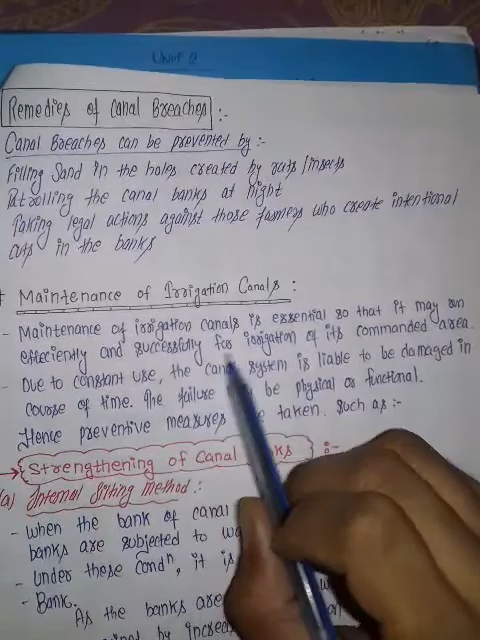 UNIT 2
Remedies of Canal Breaches :-
Canal Breaches can be prevented by :-
Filling Sand in the holes created by rats/insects
Patrolling the canal banks at night
Taking legal actions against those farmers who create intentional
cuts in the banks
Maintenance of Irrigation Canals :
- Maintenance of irrigation canals is essential so that it may run
effeciently and successfully for irrigation of its commanded area.
- Due to constant use, the canal system is liable to be damaged in
course of time. The failure be physical or functional.
Hence preventive measures be taken. Such as :-
→ Strengthening of Canal Banks :-
(a) Internal Silting Method :
- When the bank of canal
banks are subjected to
- Under these condⁿ, it is
- Bank.
As the banks are
by